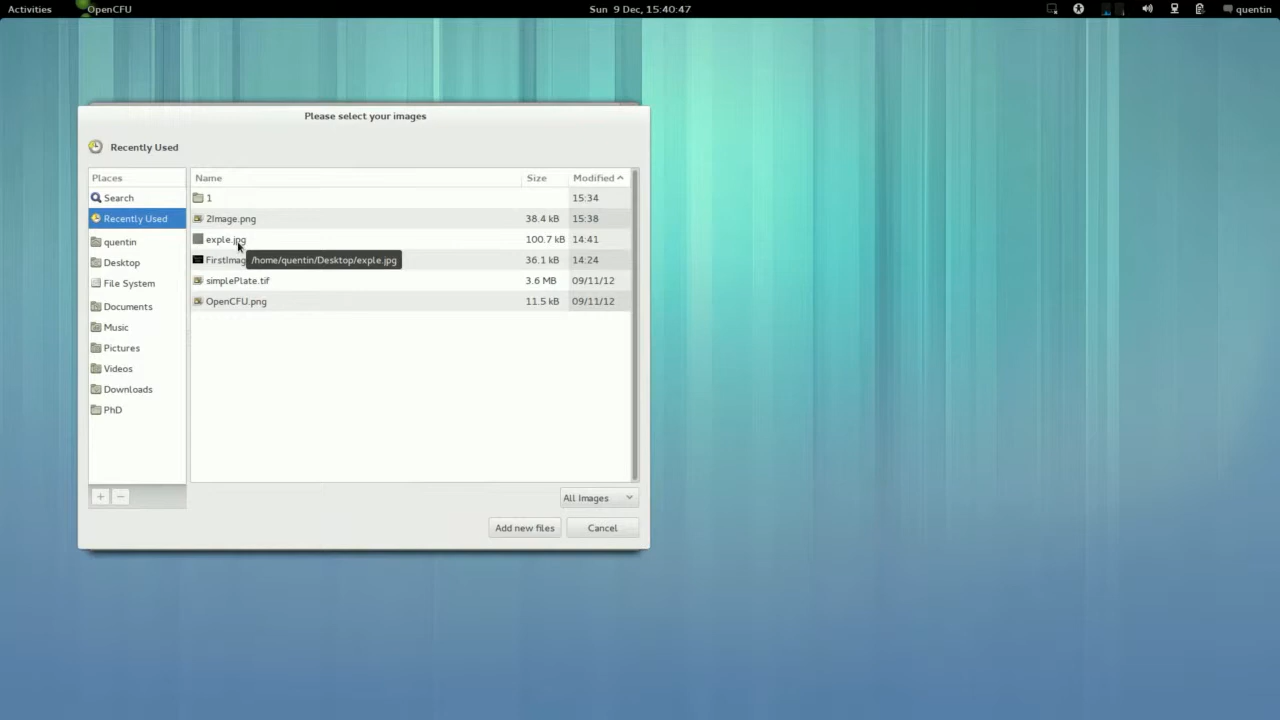 Activities OpenCFU Sun 9 Dec, 15:40:47 quentin
Please select your images
Recently Used
Places Name Size Modified
Search 1 15:34
Recently Used 2Image.png 38.4 kB 15:38
quentin exple.jpg 100.7 kB 14:41
Desktop FirstImag /home/quentin/Desktop/exple.jpg 36.1 kB 14:24
File System simplePlate.tif 3.6 MB 09/11/12
Documents OpenCFU.png 11.5 kB 09/11/12
Music
Pictures
Videos
Downloads
PhD
All Images
Add new files Cancel